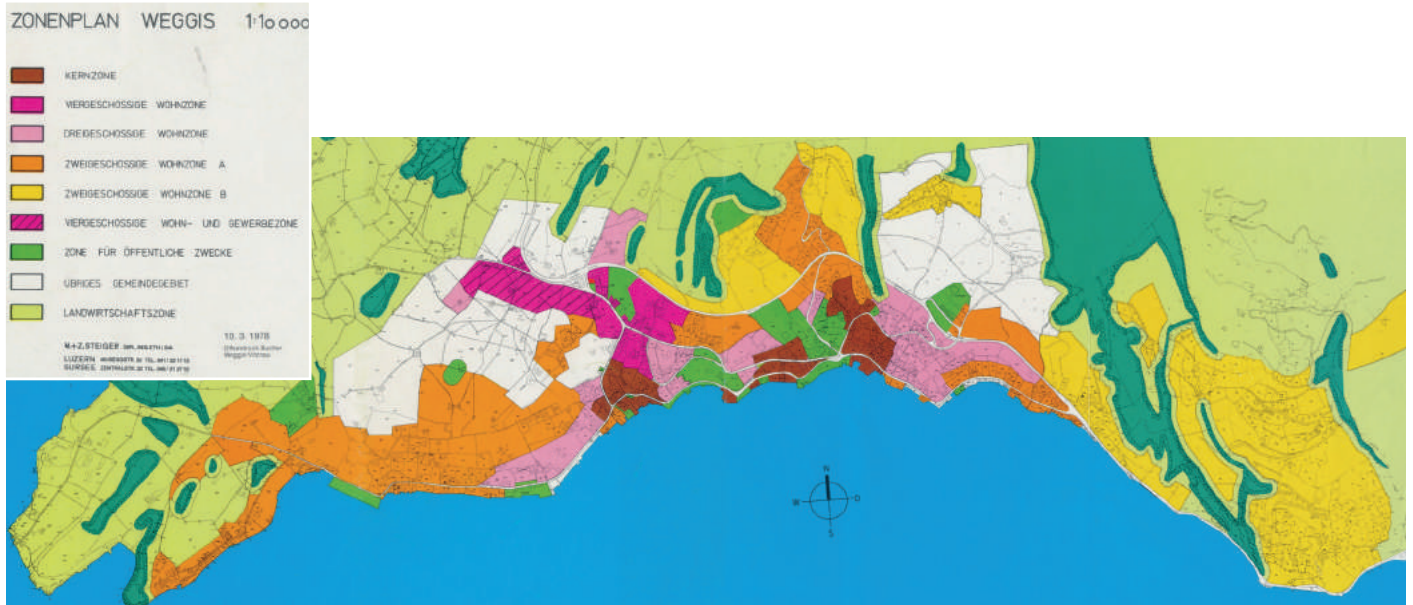 ZONENPLAN WEGGIS 1:10 000
KERNZONE
VIERGESCHOSSIGE WOHNZONE
DREIGESCHOSSIGE WOHNZONE
ZWEIGESCHOSSIGE WOHNZONE A
ZWEIGESCHOSSIGE WOHNZONE B
VIERGESCHOSSIGE WOHN- UND GEWERBEZONE
ZONE FÜR ÖFFENTLICHE ZWECKE
ÜBRIGES GEMEINDEGEBIET
LANDWIRTSCHAFTSZONE
10. 3. 1978
M+Z. STEIGER
LUZERN
SURSEE
N
W O
S